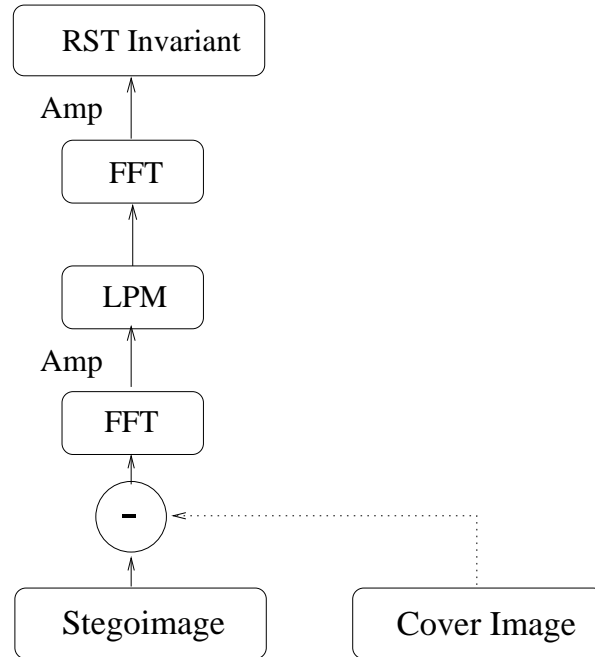 RST Invariant
Amp
FFT
LPM
Amp
FFT
-
Stegoimage
Cover Image